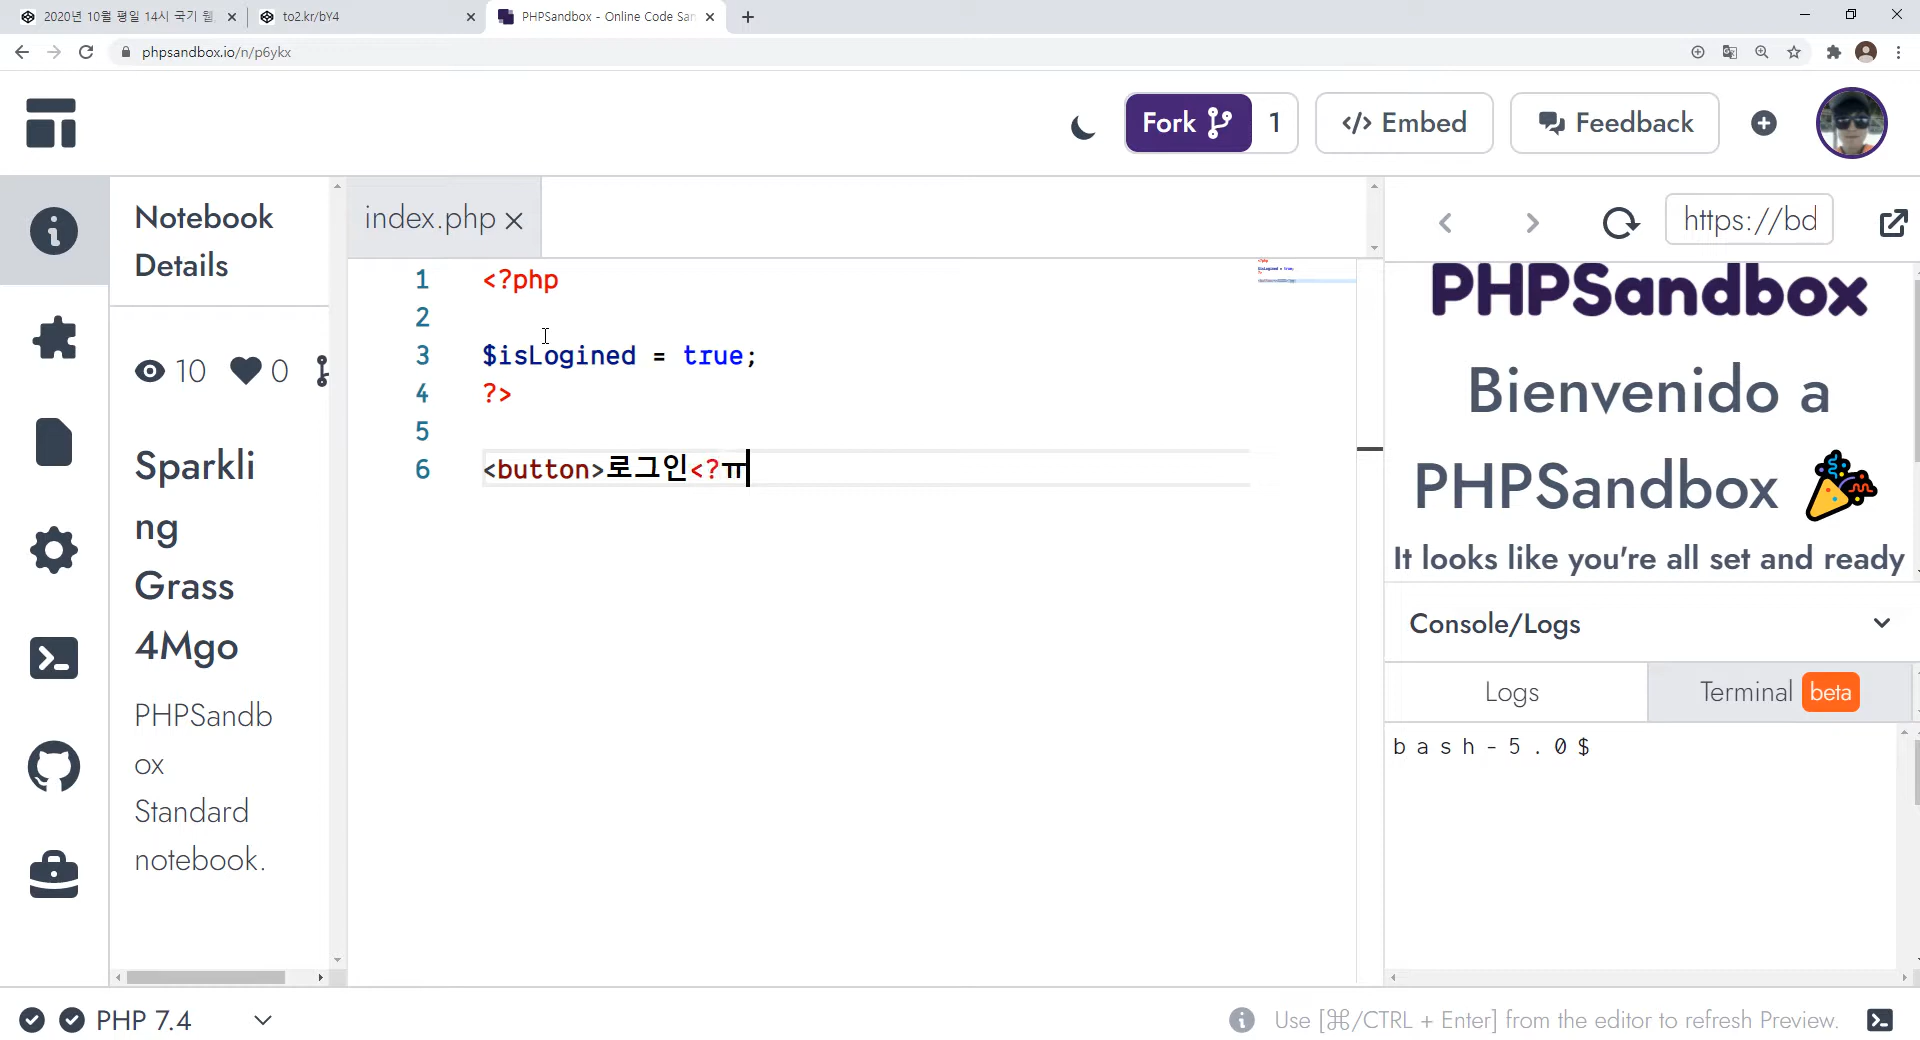 2020년 10월 평일 14시 국기 웹
to2.kr/bY4
PHPSandbox - Online Code San
phpsandbox.io/n/p6ykx
Fork 1
</> Embed
Feedback
Notebook
Details
10 0
Sparkli
ng
Grass
4Mgo
PHPSandb
ox
Standard
notebook.
index.php
1 <?php
2
3 $isLogined = true;
4 ?>
5
6 <button>로그인<?ㅠ
https://bd
PHPSandbox
Bienvenido a
PHPSandbox 🎉
It looks like you're all set and ready
Console/Logs
Logs
Terminal beta
bash-5.0$
PHP 7.4
Use [⌘/CTRL + Enter] from the editor to refresh Preview.